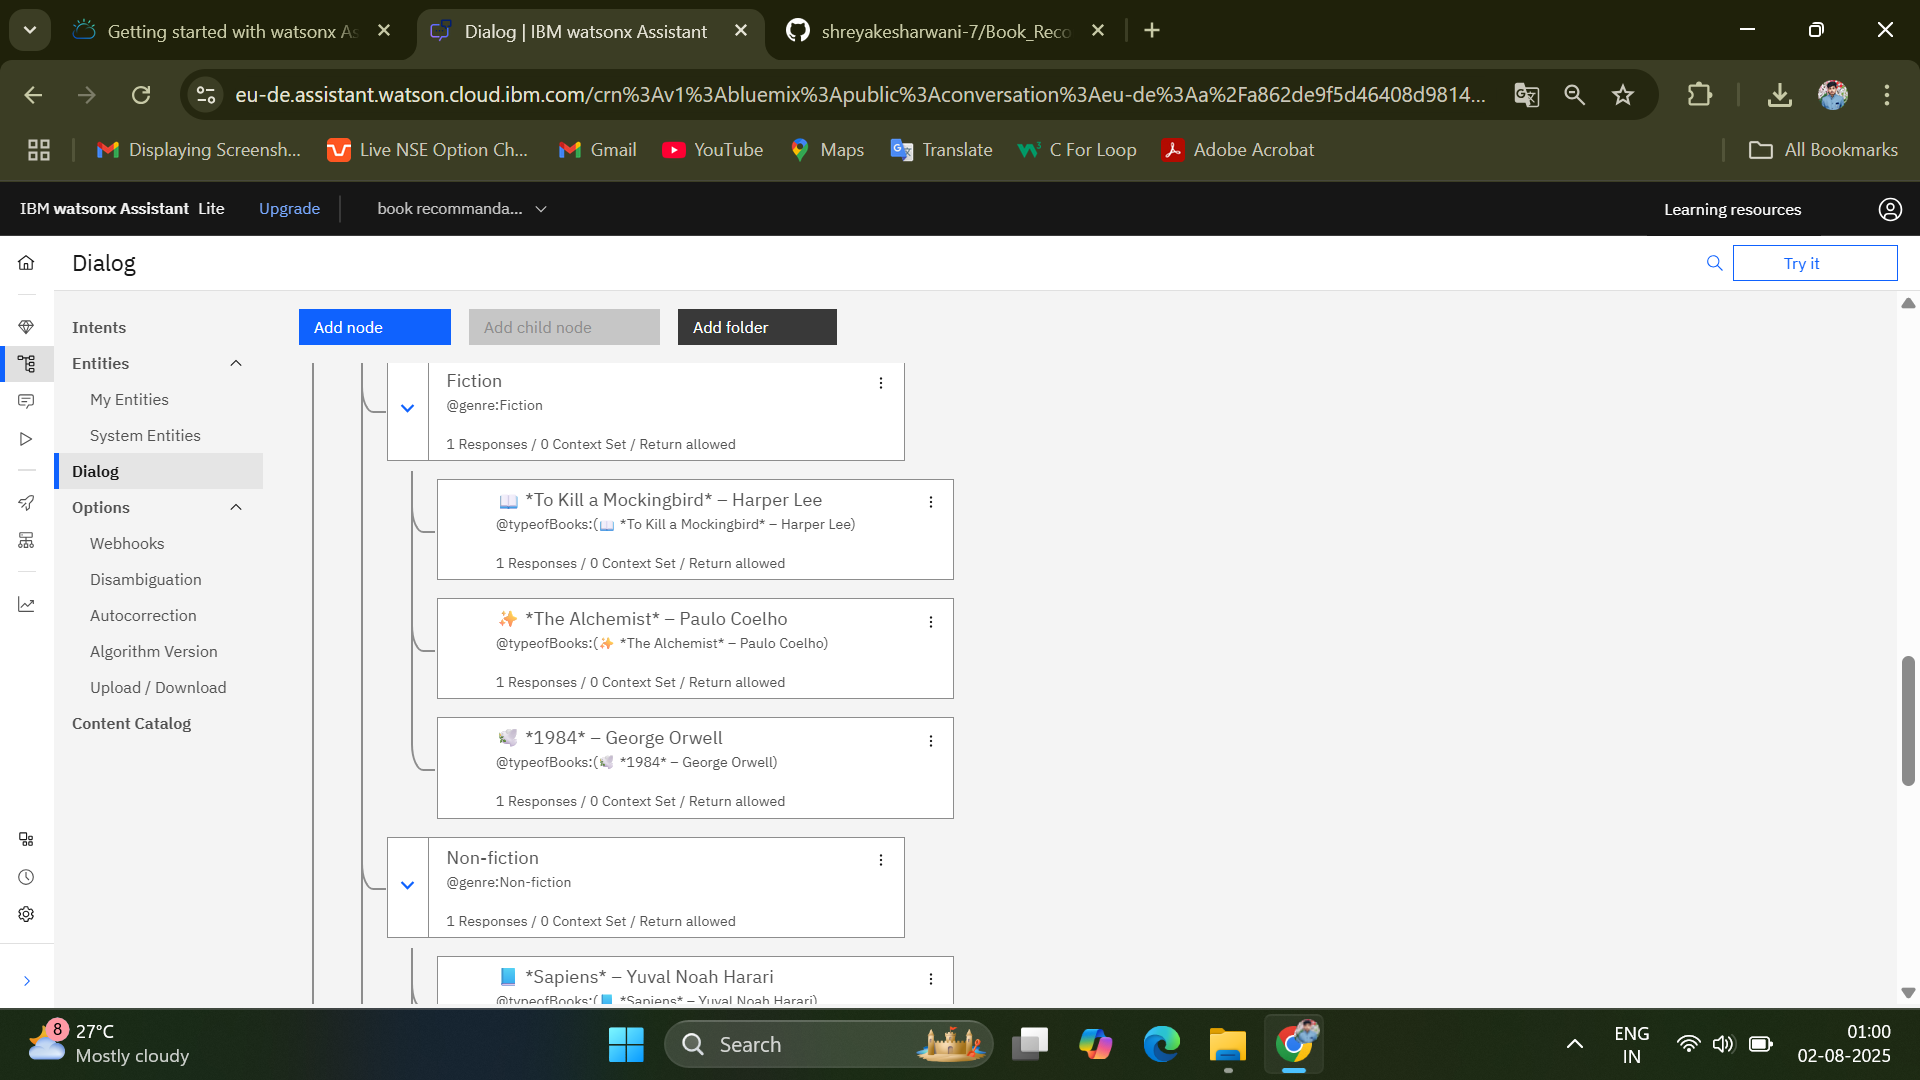 Getting started with watsonx As
Dialog | IBM watsonx Assistant
shreyakesharwani-7/Book_Reco
eu-de.assistant.watson.cloud.ibm.com/crn%3Av1%3Abluemix%3Apublic%3Aconversation%3Aeu-de%3Aa%2Fa862de9f5d46408d9814...
Displaying Screensh...
Live NSE Option Ch...
Gmail
YouTube
Maps
Translate
C For Loop
Adobe Acrobat
All Bookmarks
IBM watsonx Assistant Lite
Upgrade
book recommanda...
Learning resources
Dialog
Try it
Intents
Entities
My Entities
System Entities
Dialog
Options
Webhooks
Disambiguation
Autocorrection
Algorithm Version
Upload / Download
Content Catalog
Add node
Add child node
Add folder
Fiction
@genre:Fiction
1 Responses / 0 Context Set / Return allowed
📖 *To Kill a Mockingbird* – Harper Lee
@typeofBooks:(📖 *To Kill a Mockingbird* – Harper Lee)
1 Responses / 0 Context Set / Return allowed
✨ *The Alchemist* – Paulo Coelho
@typeofBooks:(✨ *The Alchemist* – Paulo Coelho)
1 Responses / 0 Context Set / Return allowed
🕊️ *1984* – George Orwell
@typeofBooks:(🕊️ *1984* – George Orwell)
1 Responses / 0 Context Set / Return allowed
Non-fiction
@genre:Non-fiction
1 Responses / 0 Context Set / Return allowed
📘 *Sapiens* – Yuval Noah Harari
@typeofBooks:(📘 *Sapiens* – Yuval Noah Harari)
8
27°C
Mostly cloudy
Search
ENG
IN
01:00
02-08-2025